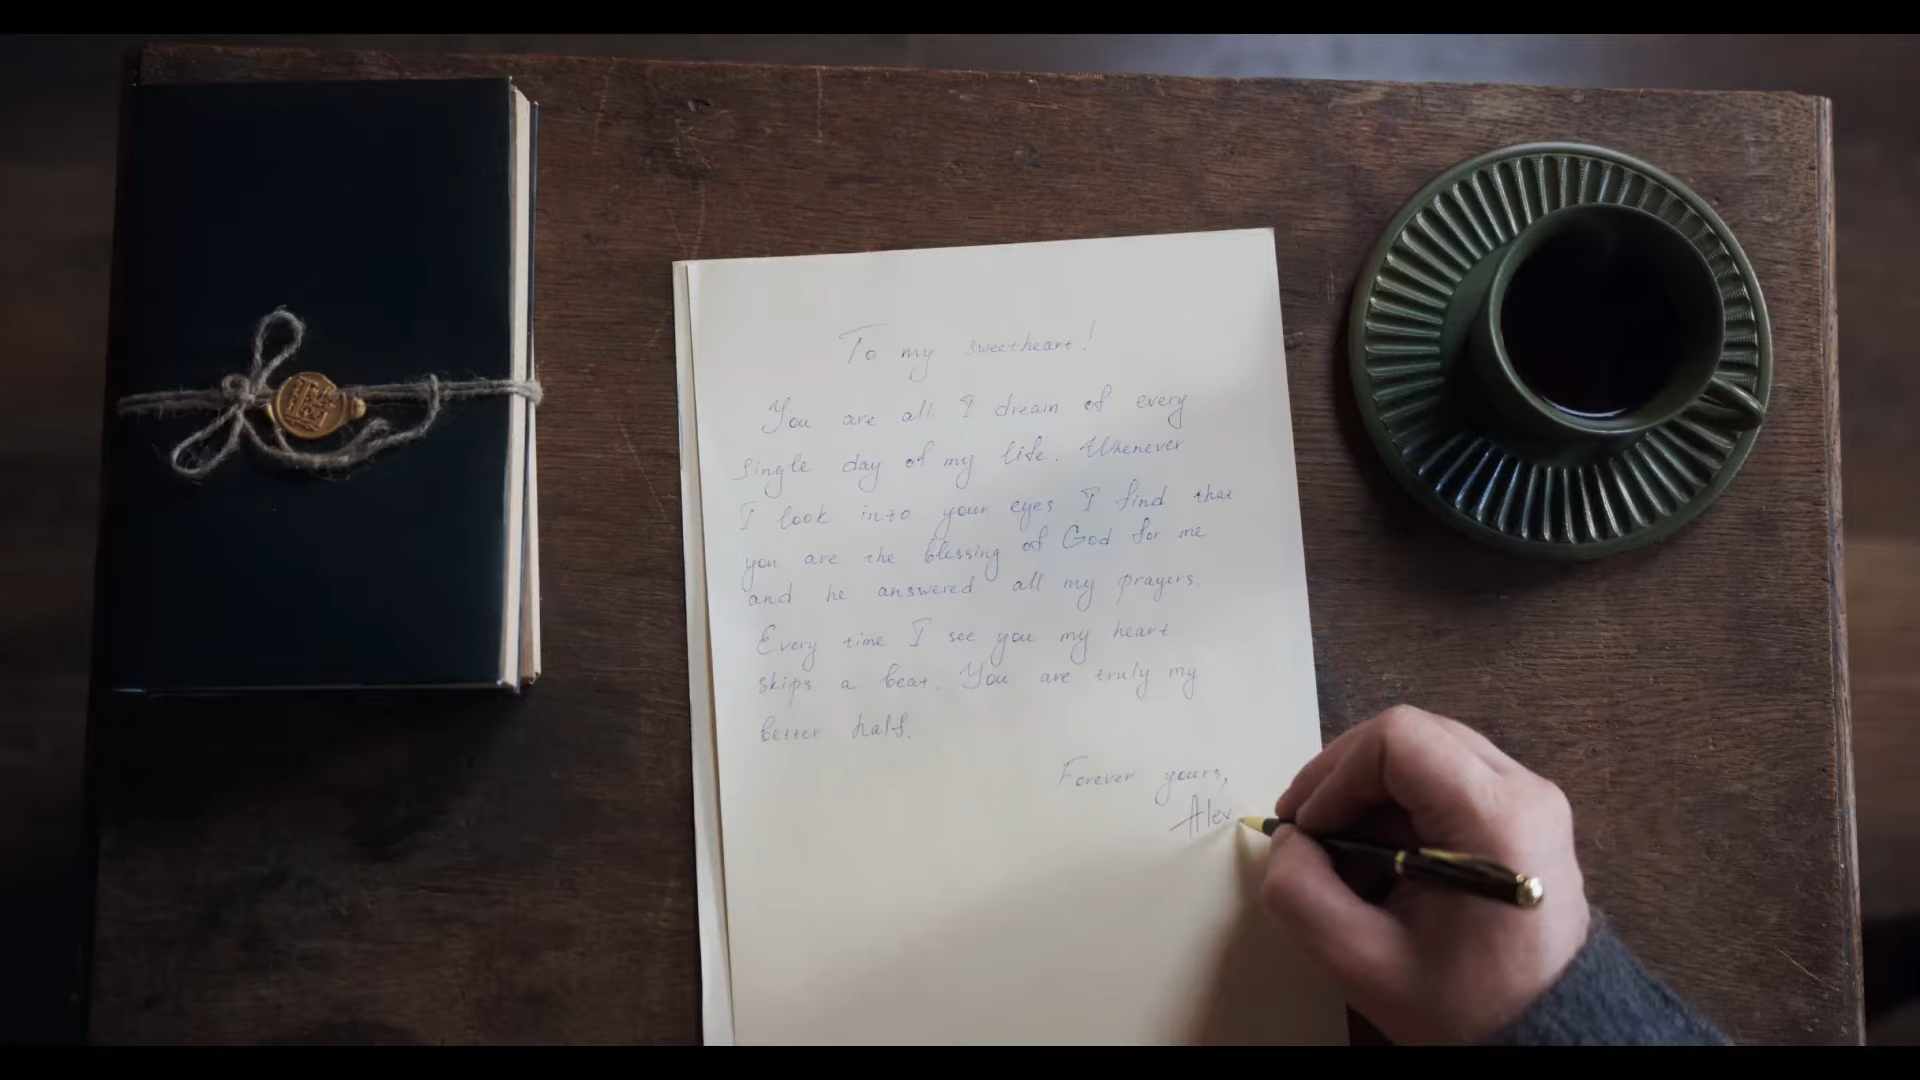 To my sweetheart!
You are all I dream of every
single day of my life. Whenever
I look into your eyes I find that
you are the blessing of God for me
and he answered all my prayers.
Every time I see you my heart
skips a beat. You are truly my
better half.
Forever yours,
Alex